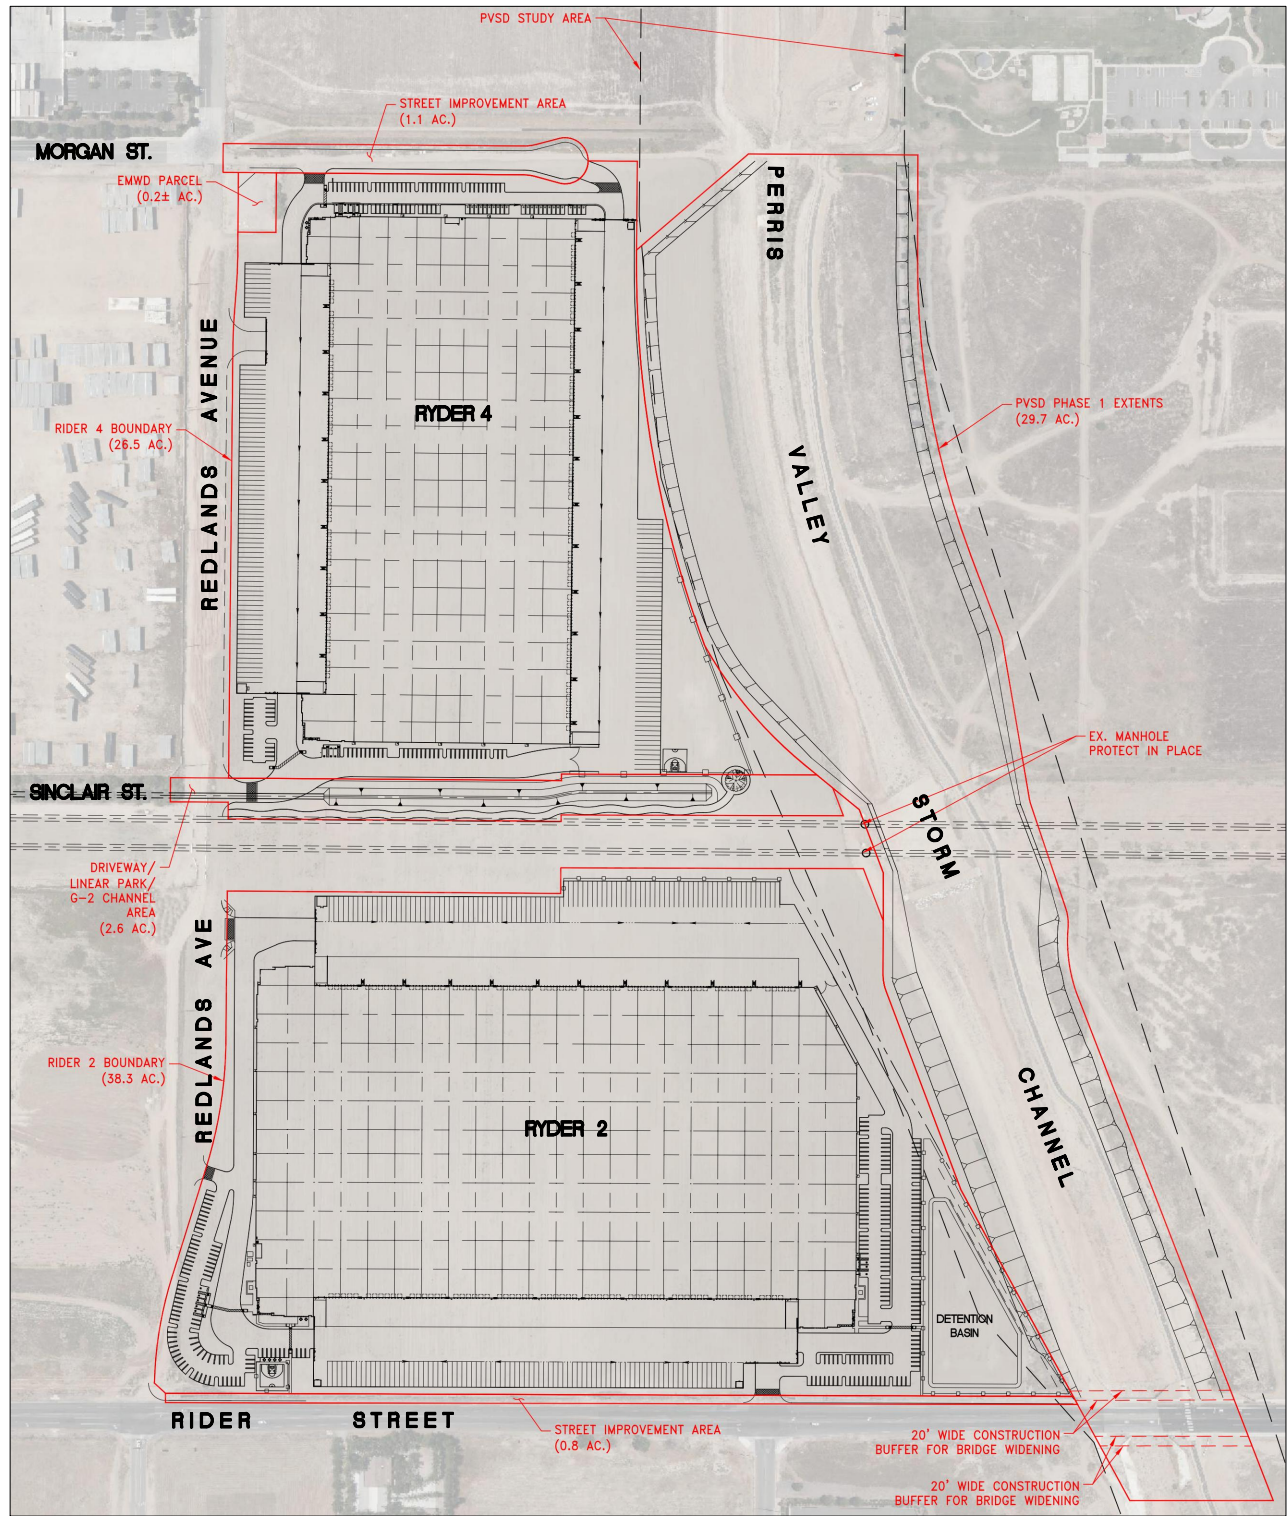 PVSD STUDY AREA
STREET IMPROVEMENT AREA
(1.1 AC.)
MORGAN ST.
EMWD PARCEL
(0.2± AC.)
PERRIS
REDLANDS AVENUE
RYDER 4
PVSD PHASE 1 EXTENTS
(29.7 AC.)
RIDER 4 BOUNDARY
(26.5 AC.)
VALLEY
EX. MANHOLE
PROTECT IN PLACE
SINCLAIR ST.
STORM
DRIVEWAY/
LINEAR PARK/
G-2 CHANNEL
AREA
(2.6 AC.)
REDLANDS AVE
RIDER 2 BOUNDARY
(38.3 AC.)
CHANNEL
RYDER 2
DETENTION
BASIN
RIDER STREET
STREET IMPROVEMENT AREA
(0.8 AC.)
20' WIDE CONSTRUCTION
BUFFER FOR BRIDGE WIDENING
20' WIDE CONSTRUCTION
BUFFER FOR BRIDGE WIDENING